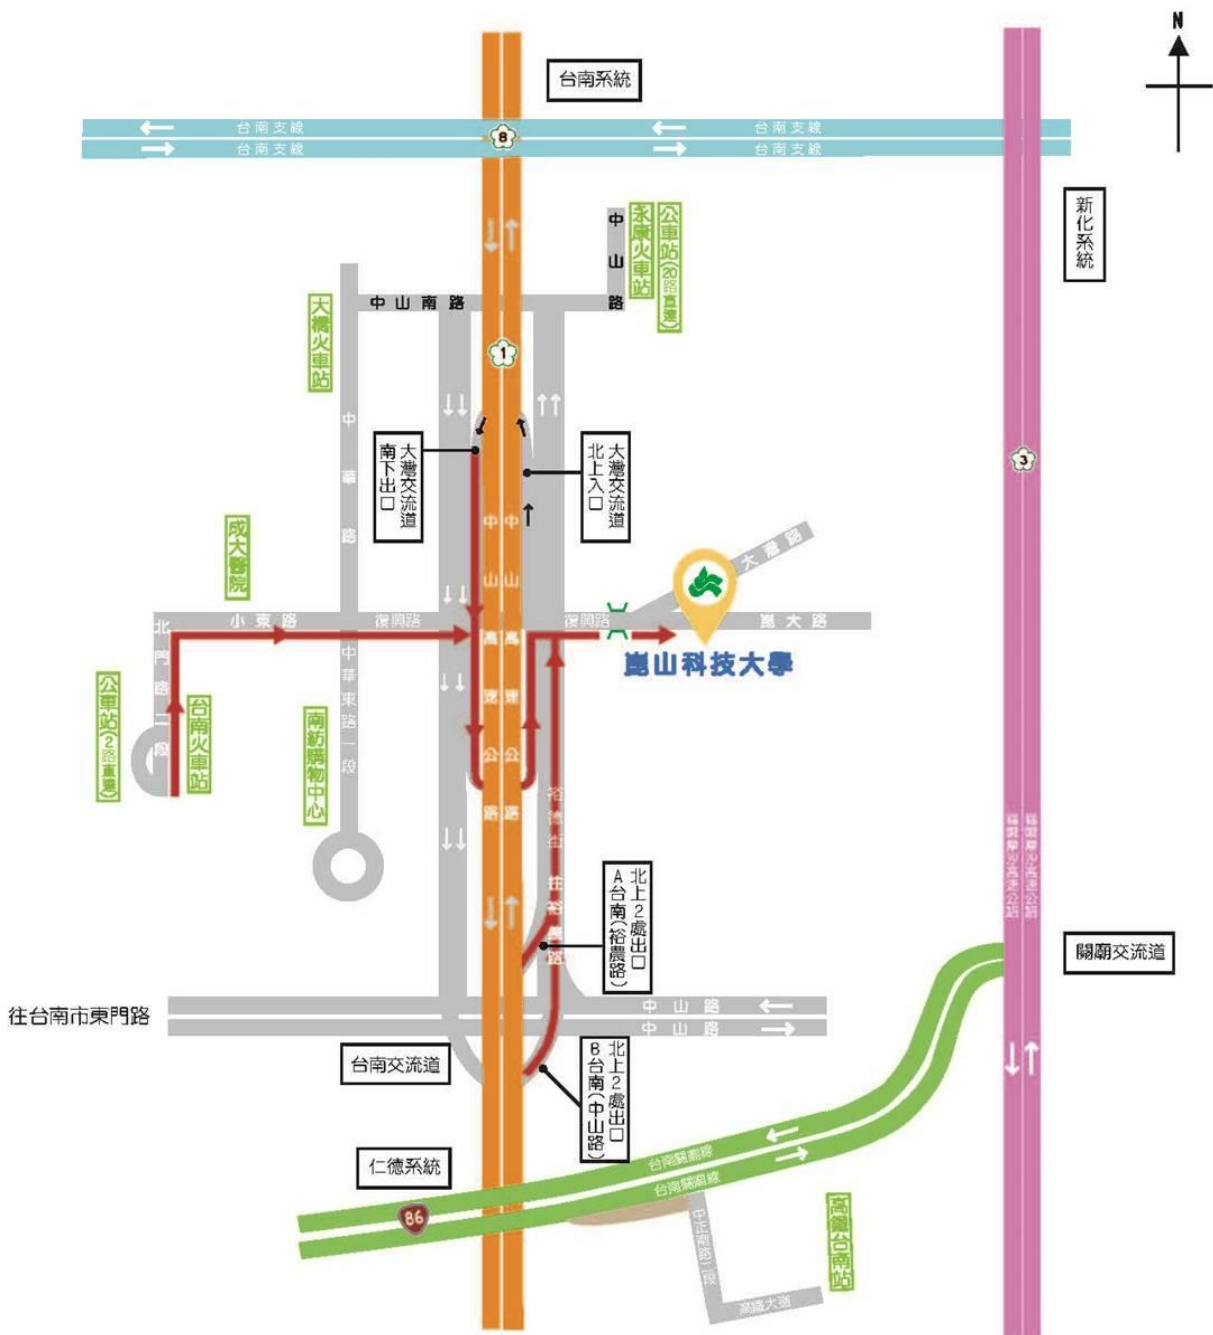 N
台南系統
台南支線
8
台南支線
台南支線
台南支線
新化系統
中山路
永康火車站
公車站(20路直達)
中山南路
大橋火車站
1
中華路
大灣交流道
南下出口
大灣交流道
北上入口
3
中山高速公路
中山高速公路
成大醫院
大灣路
北門路二段
小東路
復興路
復興路
崑大路
崑山科技大學
公車站(2路直達)
台南火車站
中華東路一段
南紡購物中心
裕德街
往裕農路
福爾摩沙高速公路
福爾摩沙高速公路
北上2處出口
A台南(裕農路)
關廟交流道
往台南市東門路
中山路
中山路
台南交流道
北上2處出口
B台南(中山路)
仁德系統
86
台南關廟線
台南關廟線
中正南路二段
高鐵台南站
高鐵大道